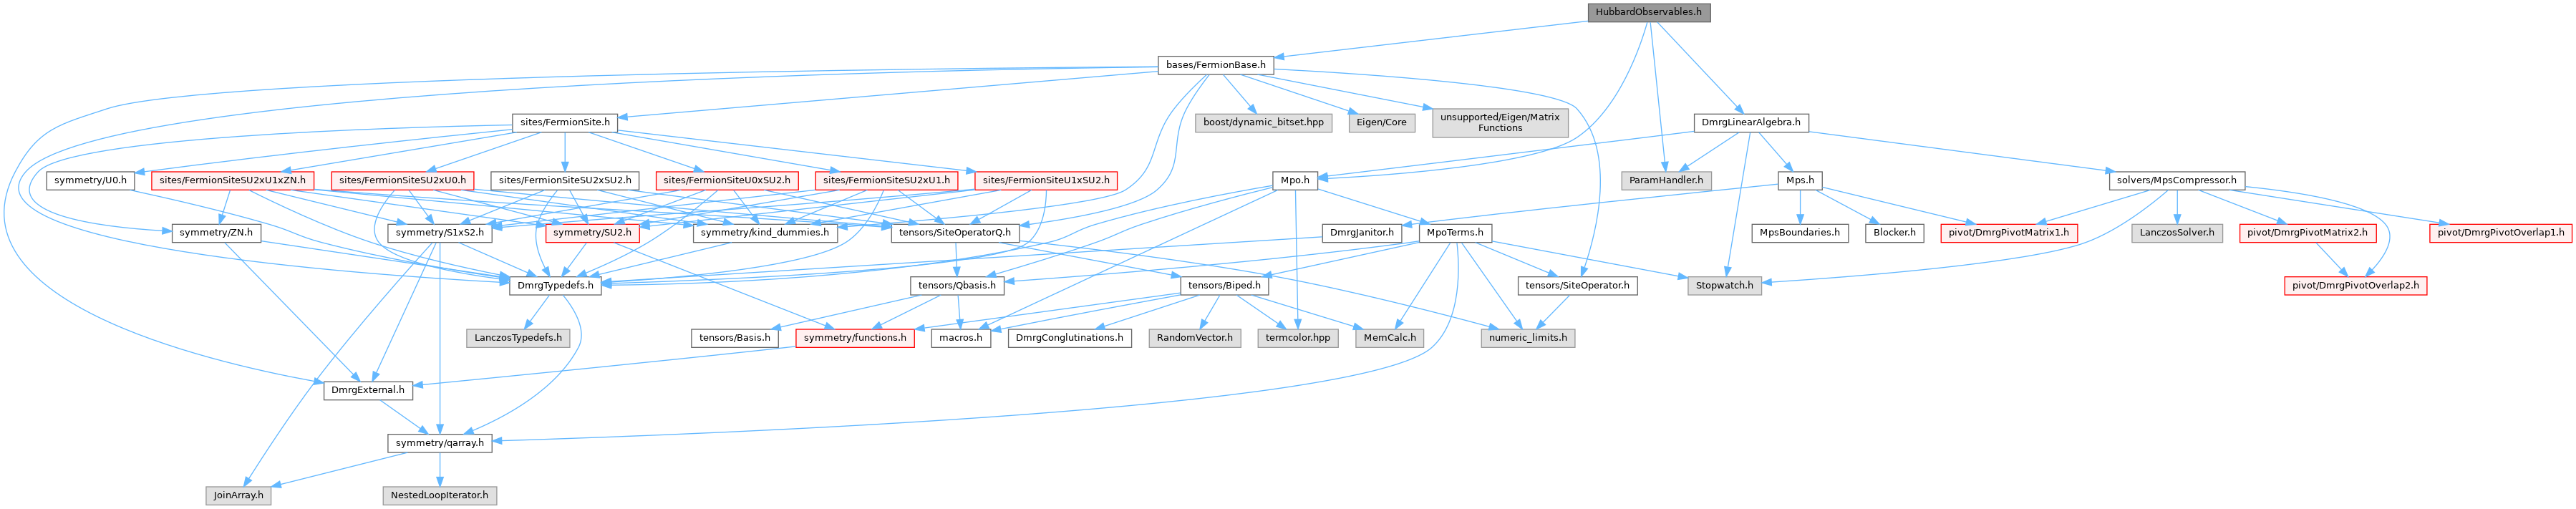 HubbardObservables.h
bases/FermionBase.h
sites/FermionSite.h
boost/dynamic_bitset.hpp
Eigen/Core
unsupported/Eigen/Matrix
Functions
DmrgLinearAlgebra.h
symmetry/U0.h
sites/FermionSiteSU2xU1xZN.h
sites/FermionSiteSU2xU0.h
sites/FermionSiteSU2xSU2.h
sites/FermionSiteU0xSU2.h
sites/FermionSiteSU2xU1.h
sites/FermionSiteU1xSU2.h
Mpo.h
ParamHandler.h
Mps.h
solvers/MpsCompressor.h
symmetry/ZN.h
symmetry/S1xS2.h
symmetry/SU2.h
symmetry/kind_dummies.h
tensors/SiteOperatorQ.h
DmrgJanitor.h
MpoTerms.h
MpsBoundaries.h
Blocker.h
pivot/DmrgPivotMatrix1.h
LanczosSolver.h
pivot/DmrgPivotMatrix2.h
pivot/DmrgPivotOverlap1.h
DmrgTypedefs.h
tensors/Qbasis.h
tensors/Biped.h
tensors/SiteOperator.h
Stopwatch.h
pivot/DmrgPivotOverlap2.h
LanczosTypedefs.h
tensors/Basis.h
symmetry/functions.h
macros.h
DmrgConglutinations.h
RandomVector.h
termcolor.hpp
MemCalc.h
numeric_limits.h
DmrgExternal.h
symmetry/qarray.h
JoinArray.h
NestedLoopIterator.h